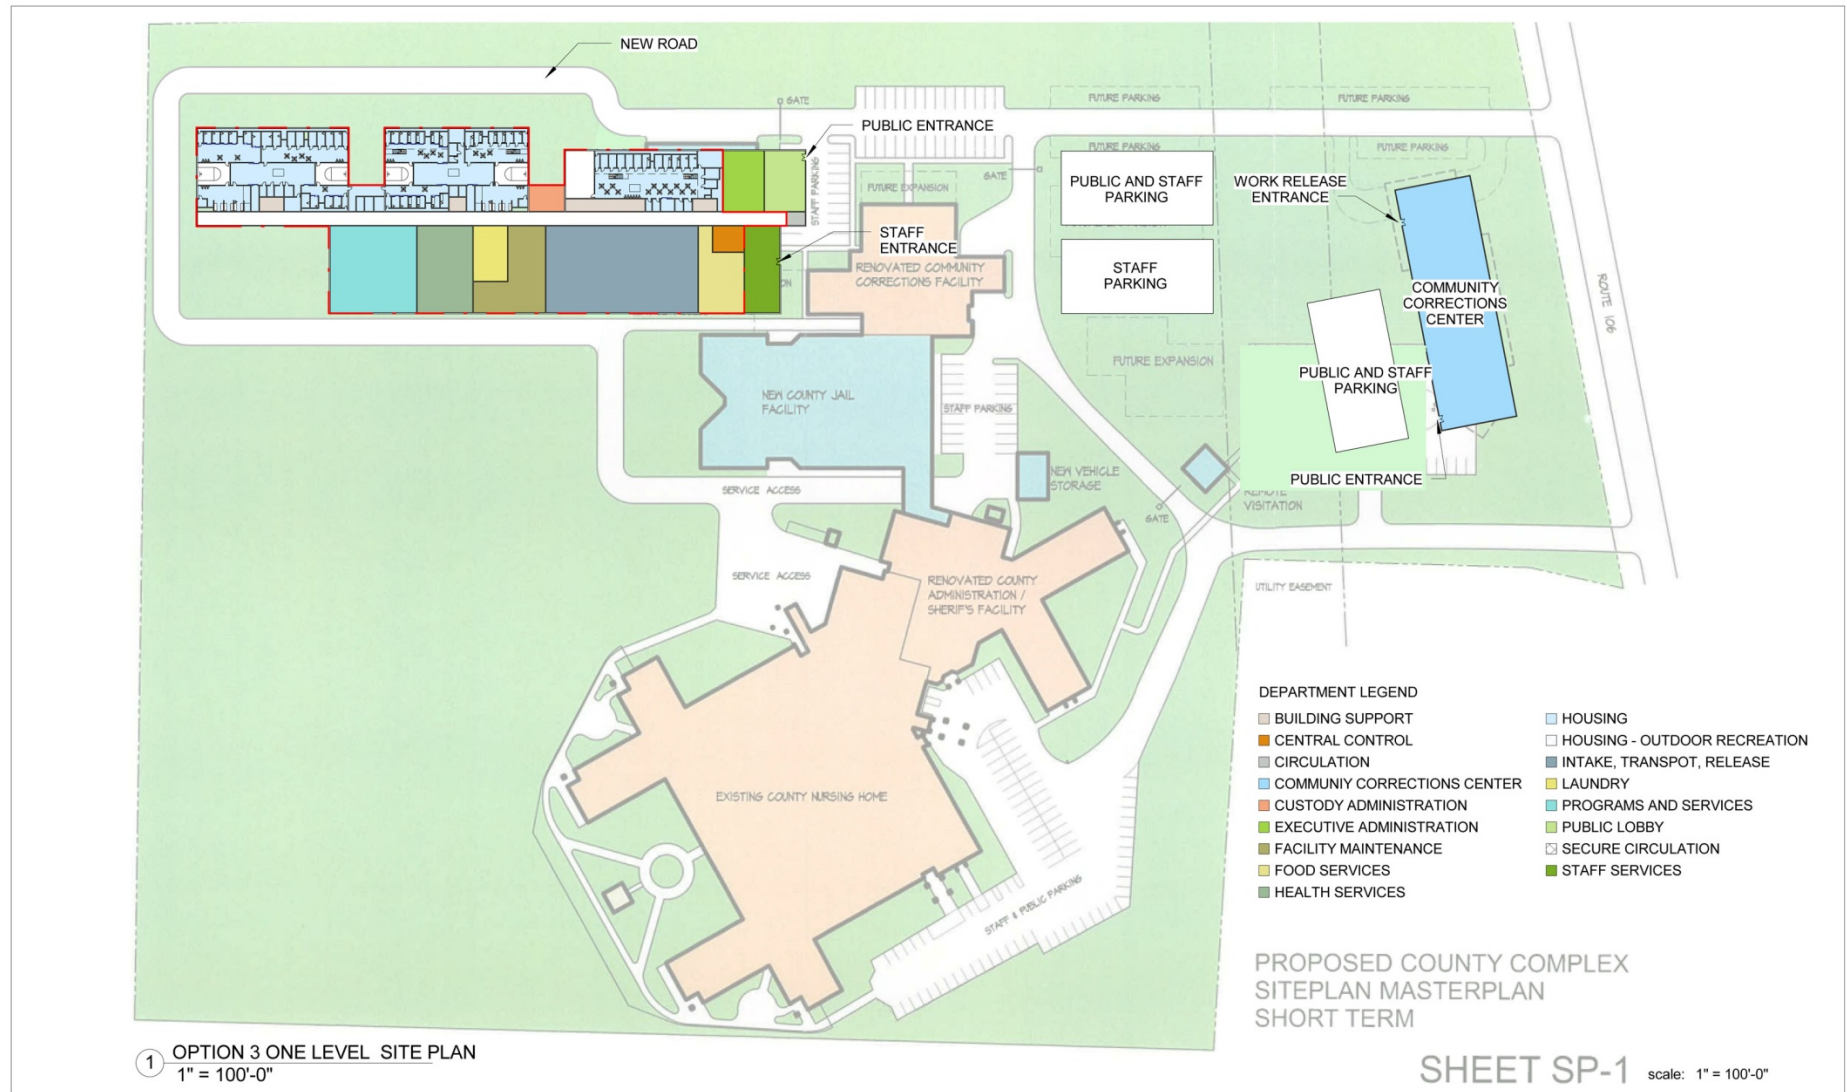 NEW ROAD
GATE
FUTURE PARKING
FUTURE PARKING
PUBLIC ENTRANCE
STAFF PARKING
FUTURE PARKING
FUTURE PARKING
GATE
FUTURE EXPANSION
PUBLIC AND STAFF
PARKING
WORK RELEASE
ENTRANCE
STAFF
ENTRANCE
RENOVATED COMMUNITY
CORRECTIONS FACILITY
STAFF
PARKING
COMMUNITY
CORRECTIONS
CENTER
ROUTE 106
FUTURE EXPANSION
PUBLIC AND STAFF
PARKING
NEW COUNTY JAIL
FACILITY
STAFF PARKING
NEW VEHICLE
STORAGE
PUBLIC ENTRANCE
REMOTE
VISITATION
SERVICE ACCESS
GATE
SERVICE ACCESS
RENOVATED COUNTY
ADMINISTRATION /
SHERIF'S FACILITY
UTILITY EASEMENT
EXISTING COUNTY NURSING HOME
STAFF & PUBLIC PARKING
DEPARTMENT LEGEND
BUILDING SUPPORT
CENTRAL CONTROL
CIRCULATION
COMMUNIY CORRECTIONS CENTER
CUSTODY ADMINISTRATION
EXECUTIVE ADMINISTRATION
FACILITY MAINTENANCE
FOOD SERVICES
HEALTH SERVICES
HOUSING
HOUSING - OUTDOOR RECREATION
INTAKE, TRANSPOT, RELEASE
LAUNDRY
PROGRAMS AND SERVICES
PUBLIC LOBBY
SECURE CIRCULATION
STAFF SERVICES
PROPOSED COUNTY COMPLEX
SITEPLAN MASTERPLAN
SHORT TERM
1 OPTION 3 ONE LEVEL SITE PLAN
1" = 100'-0"
SHEET SP-1 scale: 1" = 100'-0"